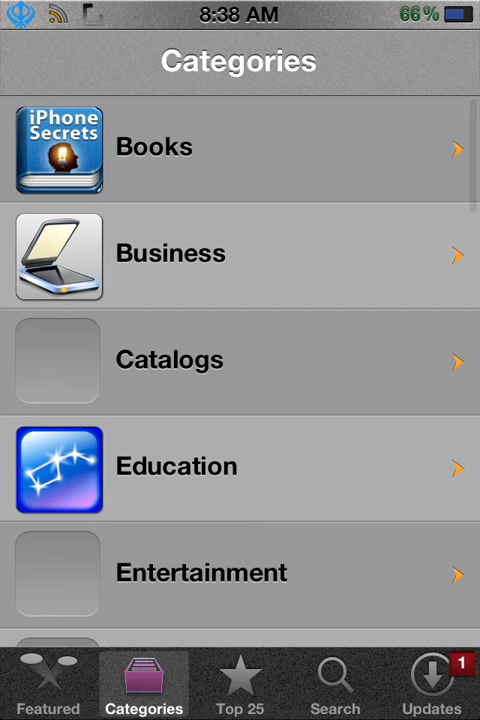 8:38 AM
66%
Categories
iPhone
Secrets
Books
Business
Catalogs
Education
Entertainment
1
Featured
Categories
Top 25
Search
Updates